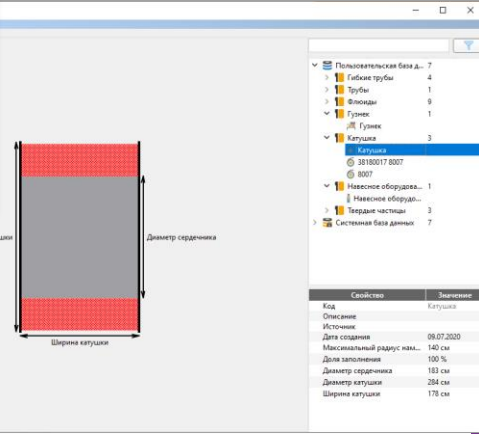 Пользовательская база д... 7
Гибкие трубы 4
Трубы 1
Флюиды 9
Гузнек 1
Гузнек
Катушка 3
Катушка
38180017 8007
8007
Навесное оборудова... 1
Навесное оборудо...
Твердые частицы 3
Системная база данных 7
шки
Диаметр сердечника
Ширина катушки
Свойство Значение
Код Катушка
Описание
Источник
Дата создания 09.07.2020
Максимальный радиус нам... 140 см
Доля заполнения 100 %
Диаметр сердечника 183 см
Диаметр катушки 284 см
Ширина катушки 178 см